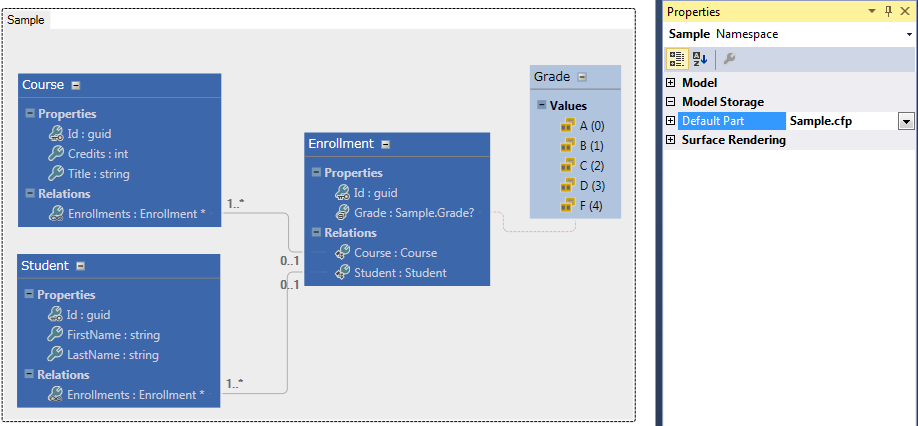 Sample
Course
Properties
Id : guid
Credits : int
Title : string
Relations
Enrollments : Enrollment *
1..*
Student
Properties
Id : guid
FirstName : string
LastName : string
Relations
Enrollments : Enrollment *
1..*
0..1
0..1
Enrollment
Properties
Id : guid
Grade : Sample.Grade?
Relations
Course : Course
Student : Student
Grade
Values
A (0)
B (1)
C (2)
D (3)
F (4)
Properties
Sample Namespace
Model
Model Storage
Default Part Sample.cfp
Surface Rendering